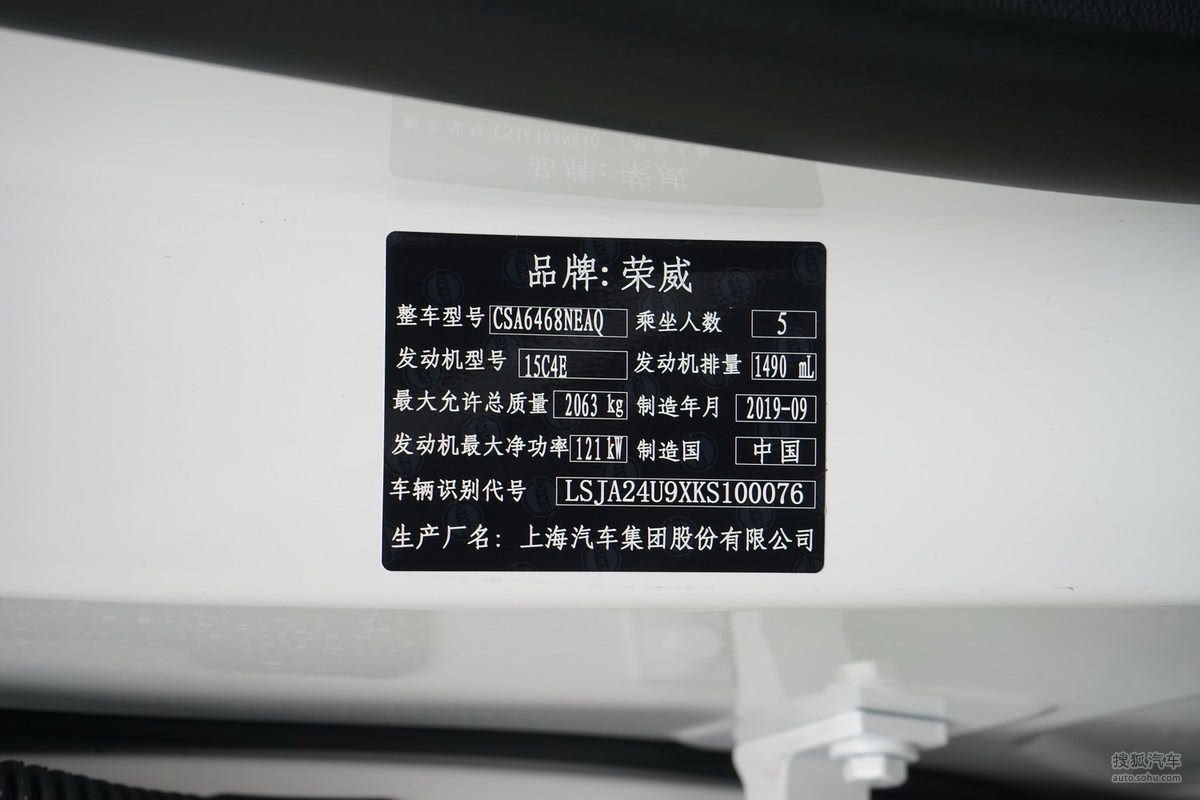 品牌: 荣威
整车型号 CSA6468NEAQ 乘坐人数 5
发动机型号 15C4E 发动机排量 1490 mL
最大允许总质量 2063 kg 制造年月 2019-09
发动机最大净功率 121 kW 制造国 中国
车辆识别代号 LSJA24U9XKS100076
生产厂名: 上海汽车集团股份有限公司
搜狐汽车
auto.sohu.com